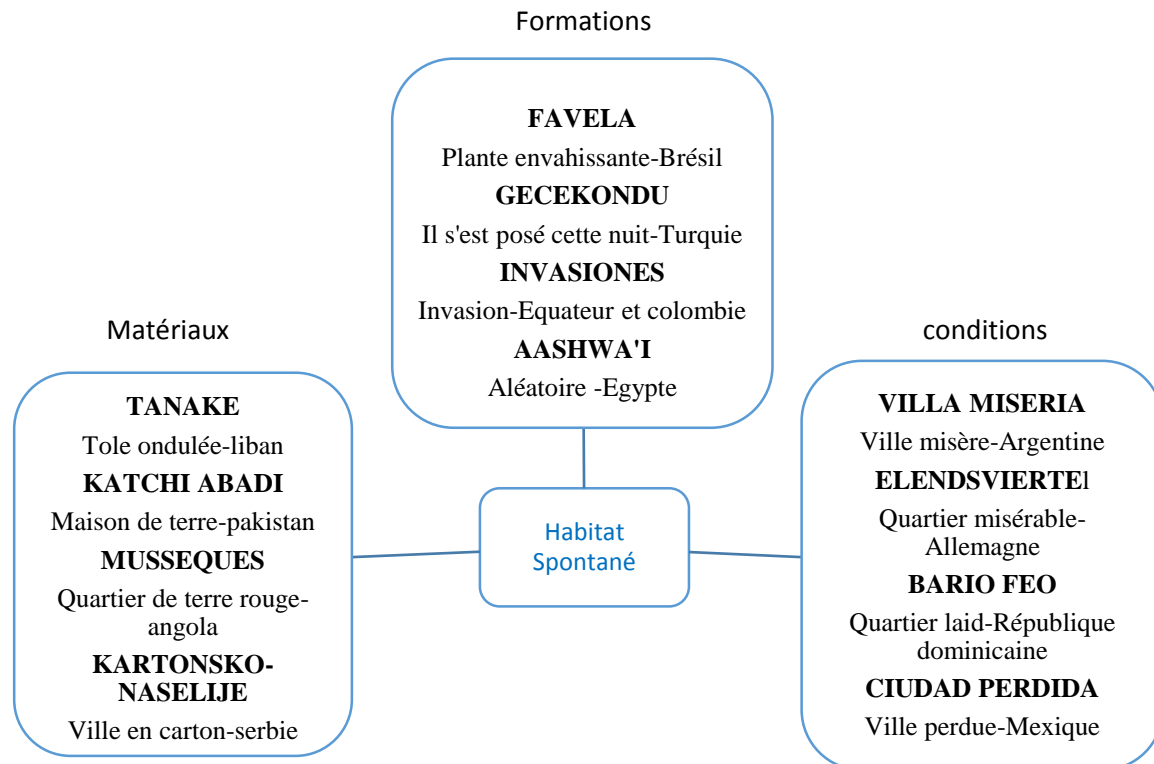 Formations
FAVELA
Plante envahissante-Brésil
GECEKONDU
Il s'est posé cette nuit-Turquie
INVASIONES
Invasion-Equateur et colombie
AASHWA'I
Aléatoire -Egypte
Matériaux
TANAKE
Tole ondulée-liban
KATCHI ABADI
Maison de terre-pakistan
MUSSEQUES
Quartier de terre rouge-
angola
KARTONSKO-
NASELIJE
Ville en carton-serbie
Habitat
Spontané
conditions
VILLA MISERIA
Ville misère-Argentine
ELENDSVIERTEl
Quartier misérable-
Allemagne
BARIO FEO
Quartier laid-République
dominicaine
CIUDAD PERDIDA
Ville perdue-Mexique